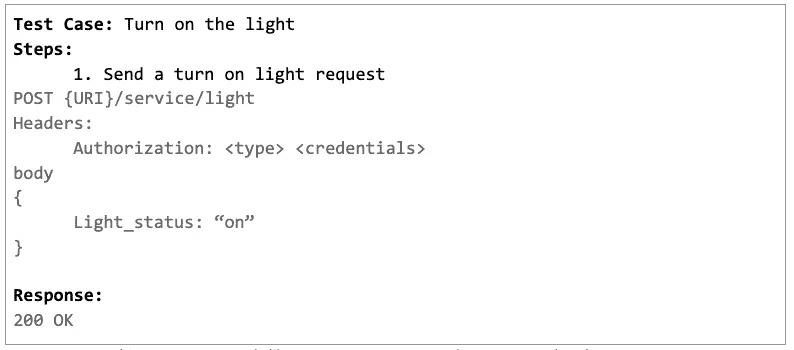 Test Case: Turn on the light
Steps:
1. Send a turn on light request
POST {URI}/service/light
Headers:
Authorization: <type> <credentials>
body
{
Light_status: “on”
}
Response:
200 OK